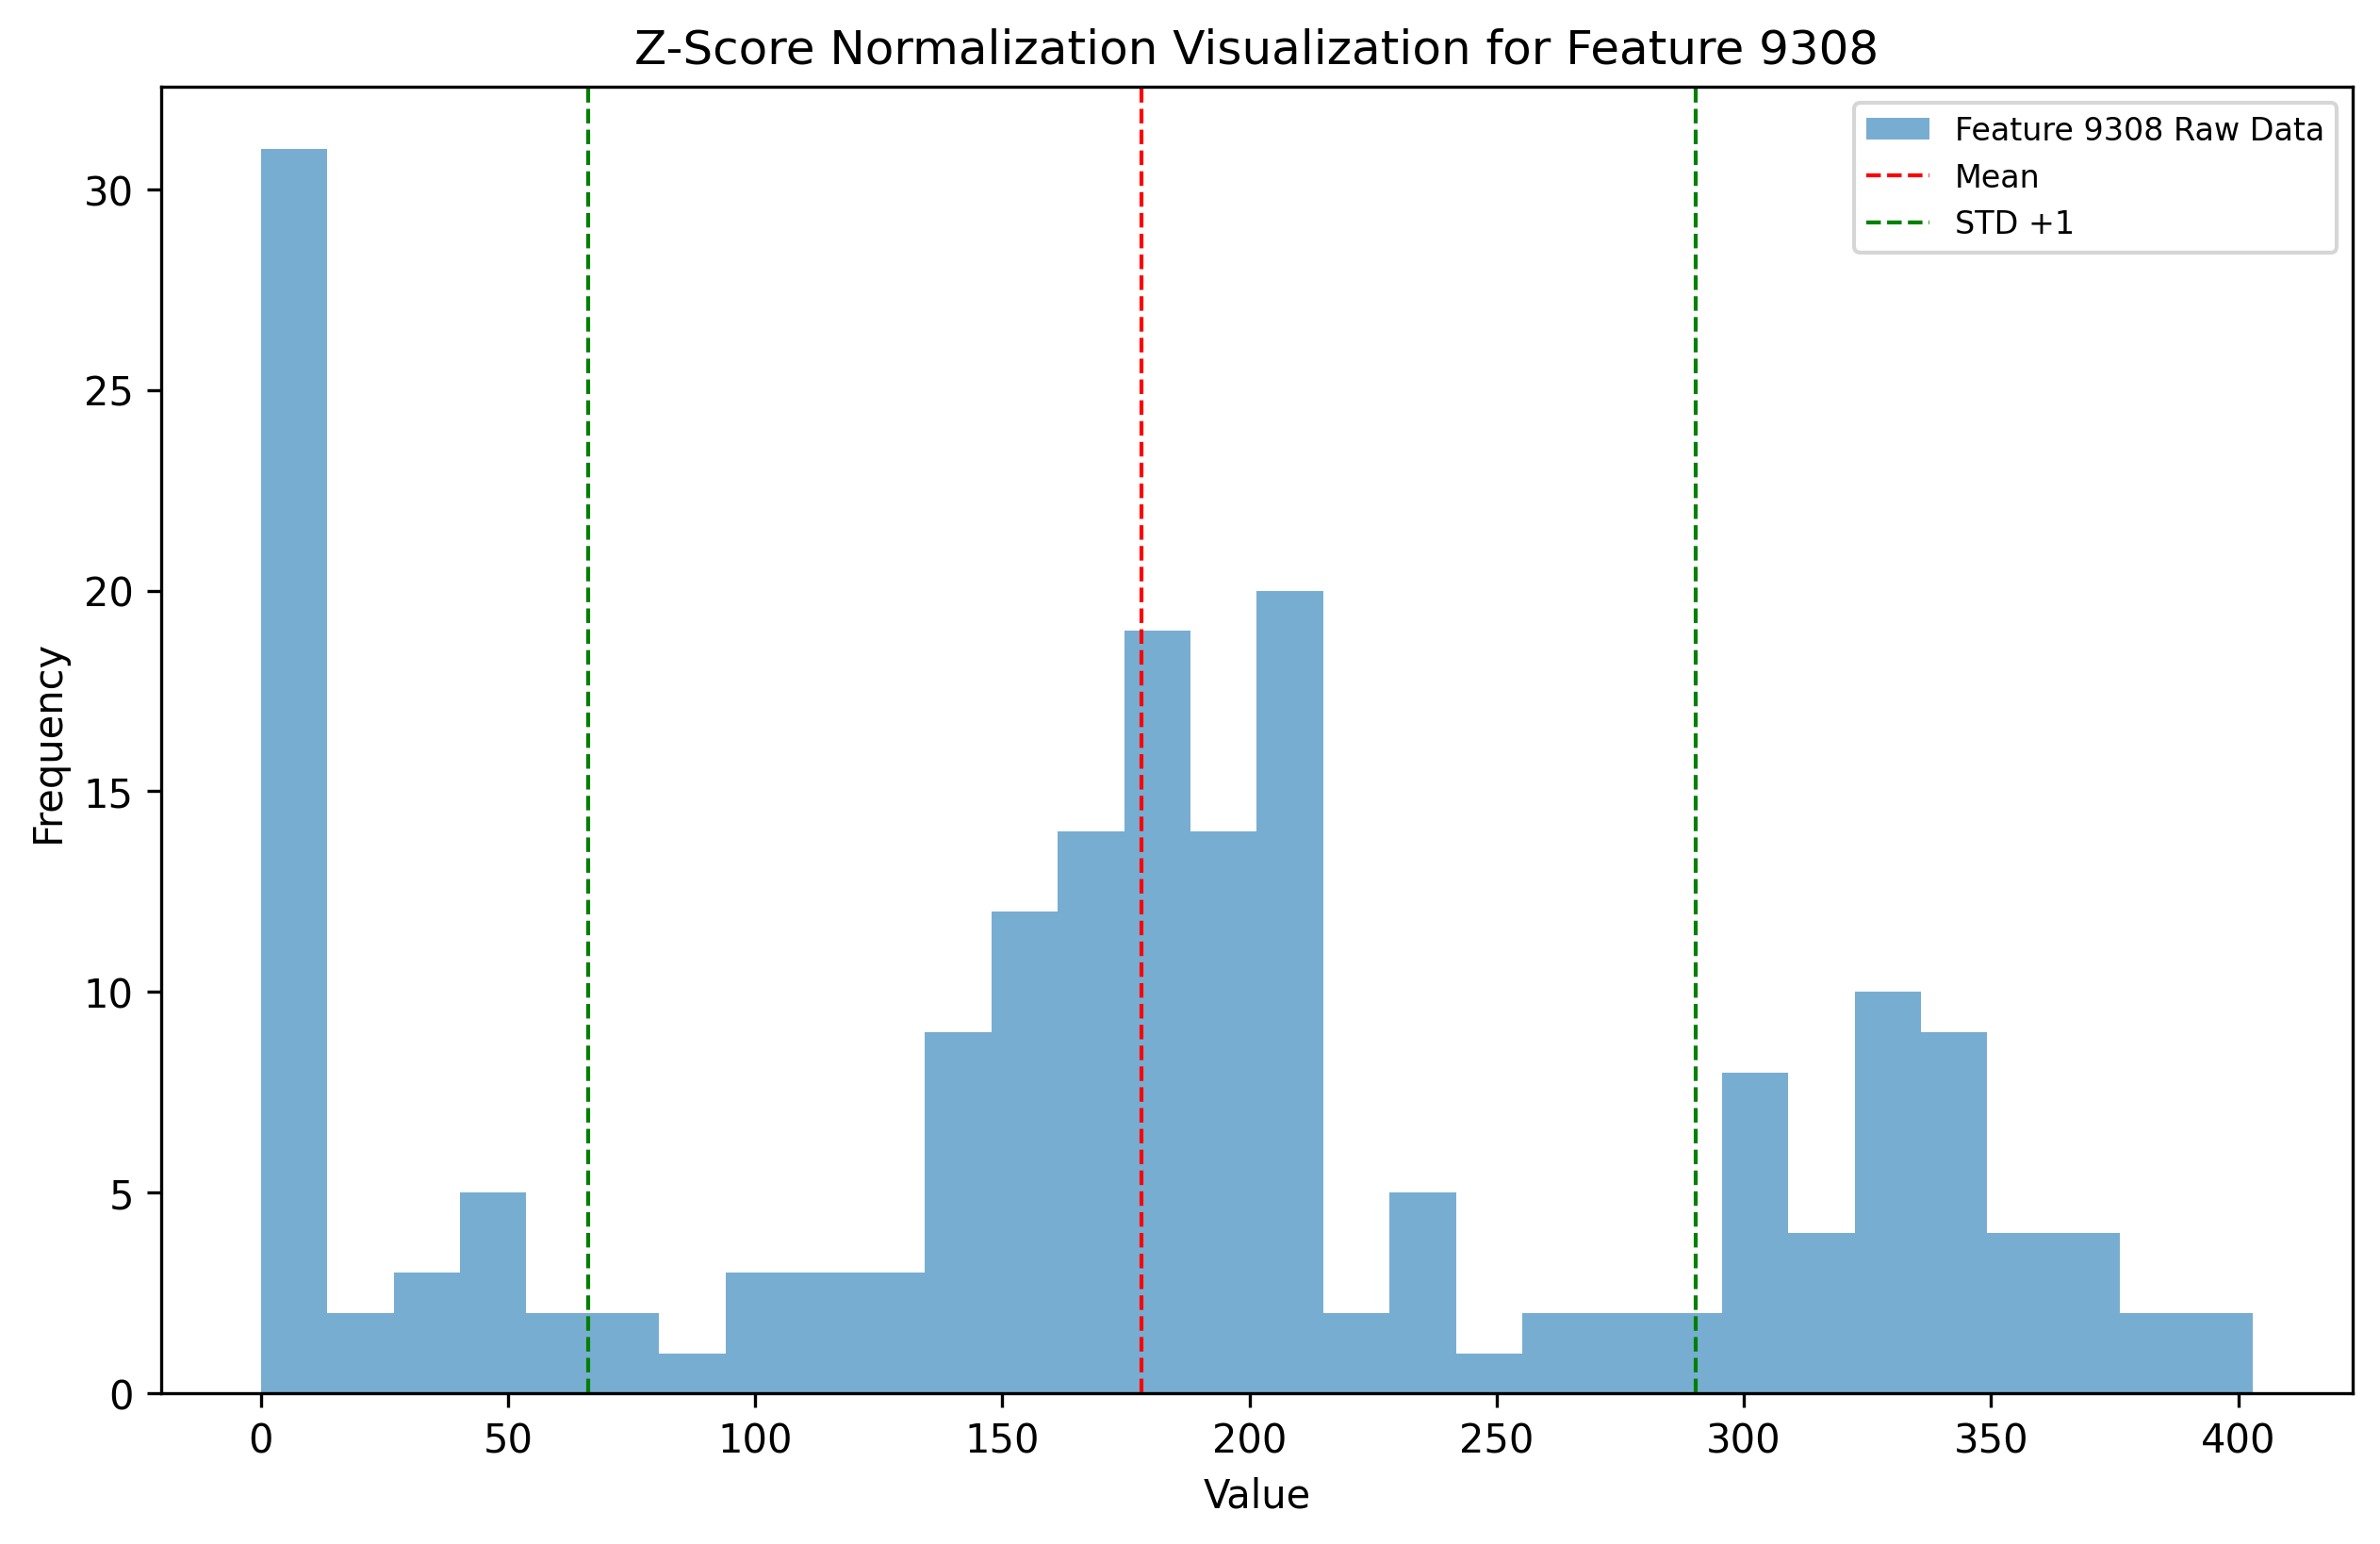 Z-Score Normalization Visualization for Feature 9308
Feature 9308 Raw Data
Mean
STD +1
Frequency
30
25
20
15
10
5
0
0 50 100 150 200 250 300 350 400
Value